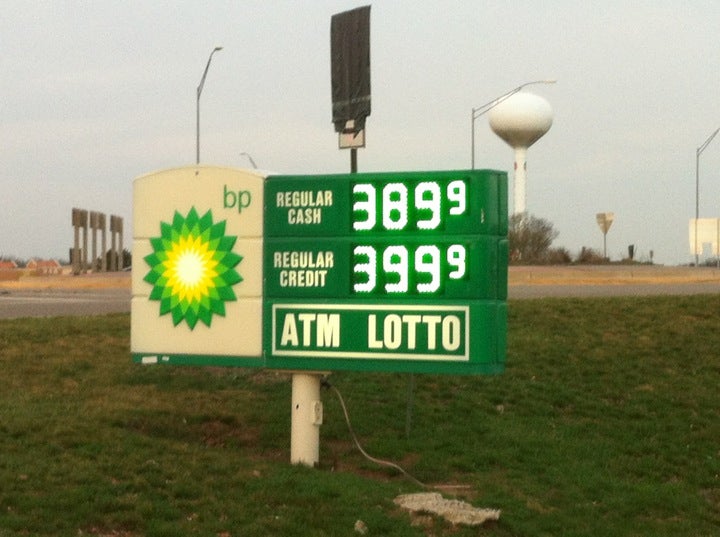 bp
REGULAR
CASH
3899
REGULAR
CREDIT
3999
ATM LOTTO